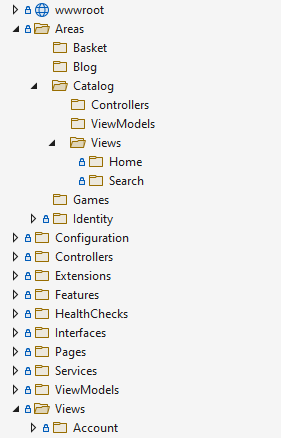 wwwroot
Areas
Basket
Blog
Catalog
Controllers
ViewModels
Views
Home
Search
Games
Identity
Configuration
Controllers
Extensions
Features
HealthChecks
Interfaces
Pages
Services
ViewModels
Views
Account